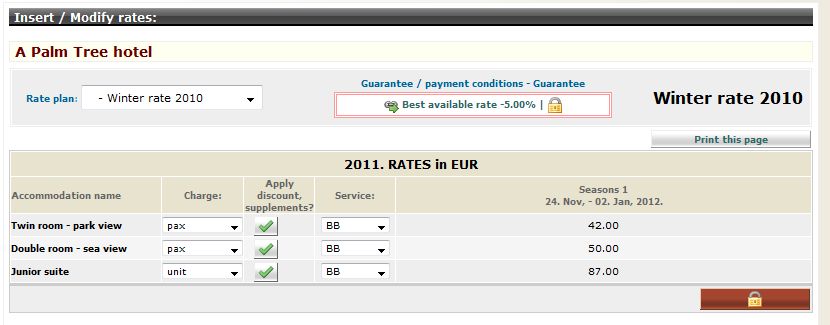 Insert / Modify rates:
A Palm Tree hotel
Guarantee / payment conditions - Guarantee
Rate plan: - Winter rate 2010
Best available rate -5.00% |
Winter rate 2010
Print this page
2011. RATES in EUR
Accommodation name Charge: Apply discount, supplements? Service: Seasons 1 24. Nov, - 02. Jan, 2012.
Twin room - park view pax BB 42.00
Double room - sea view pax BB 50.00
Junior suite unit BB 87.00